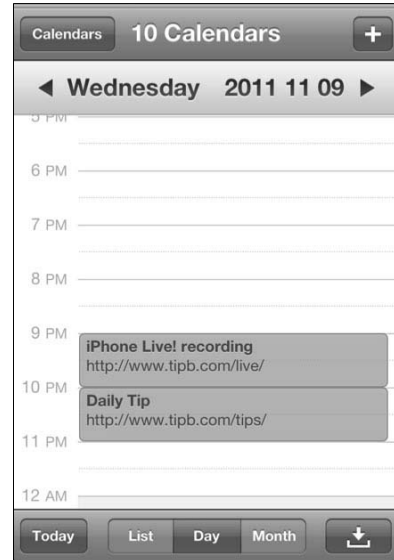 Calendars 10 Calendars +
Wednesday 2011 11 09
5 PM
6 PM
7 PM
8 PM
9 PM
iPhone Live! recording
http://www.tipb.com/live/
10 PM
Daily Tip
http://www.tipb.com/tips/
11 PM
12 AM
Today List Day Month